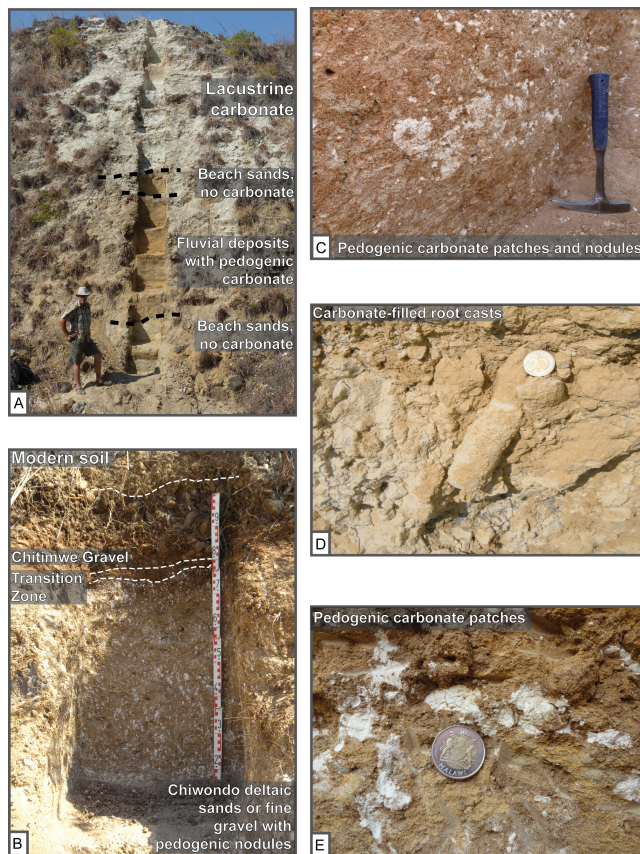 Lacustrine
carbonate
Beach sands,
no carbonate
Fluvial deposits
with pedogenic
carbonate
Beach sands,
no carbonate
A
Modern soil
Chitimwe Gravel
Transition
Zone
Chiwondo deltaic
sands or fine
gravel with
pedogenic nodules
B
C
Pedogenic carbonate patches and nodules
Carbonate-filled root casts
D
Pedogenic carbonate patches
MALAWI
E